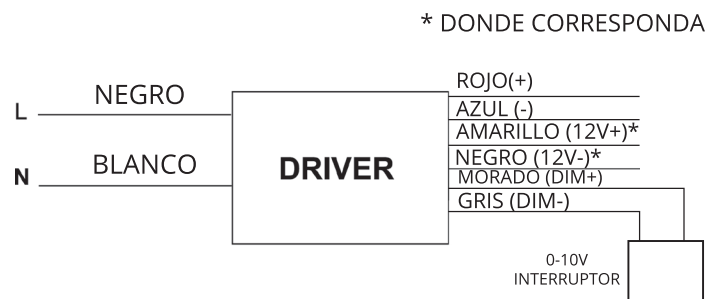 * DONDE CORRESPONDA
L
NEGRO
N
BLANCO
DRIVER
ROJO(+)
AZUL (-)
AMARILLO (12V+)*
NEGRO (12V-)*
MORADO (DIM+)
GRIS (DIM-)
0-10V
INTERRUPTOR